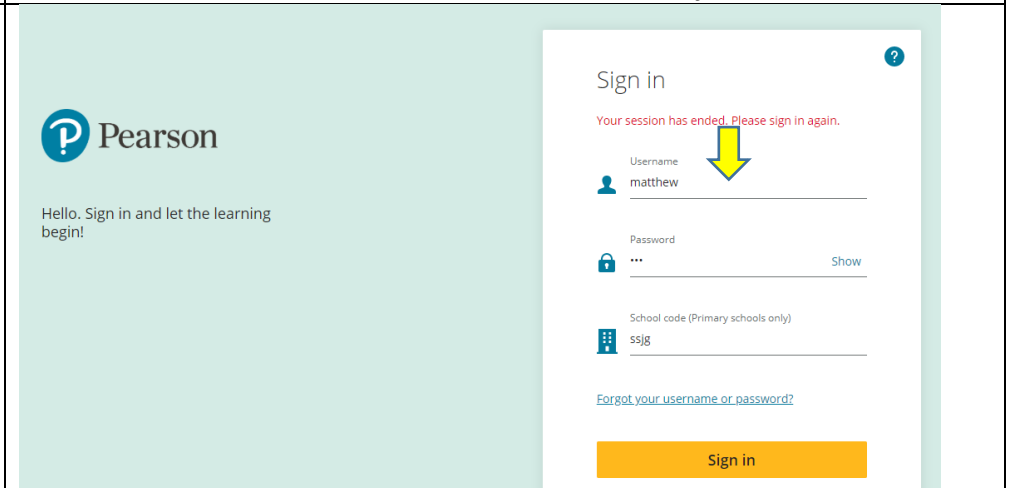 Pearson
Hello. Sign in and let the learning
begin!
?
Sign in
Your session has ended. Please sign in again.
Username
matthew
Password
•••
Show
School code (Primary schools only)
ssjg
Forgot your username or password?
Sign in